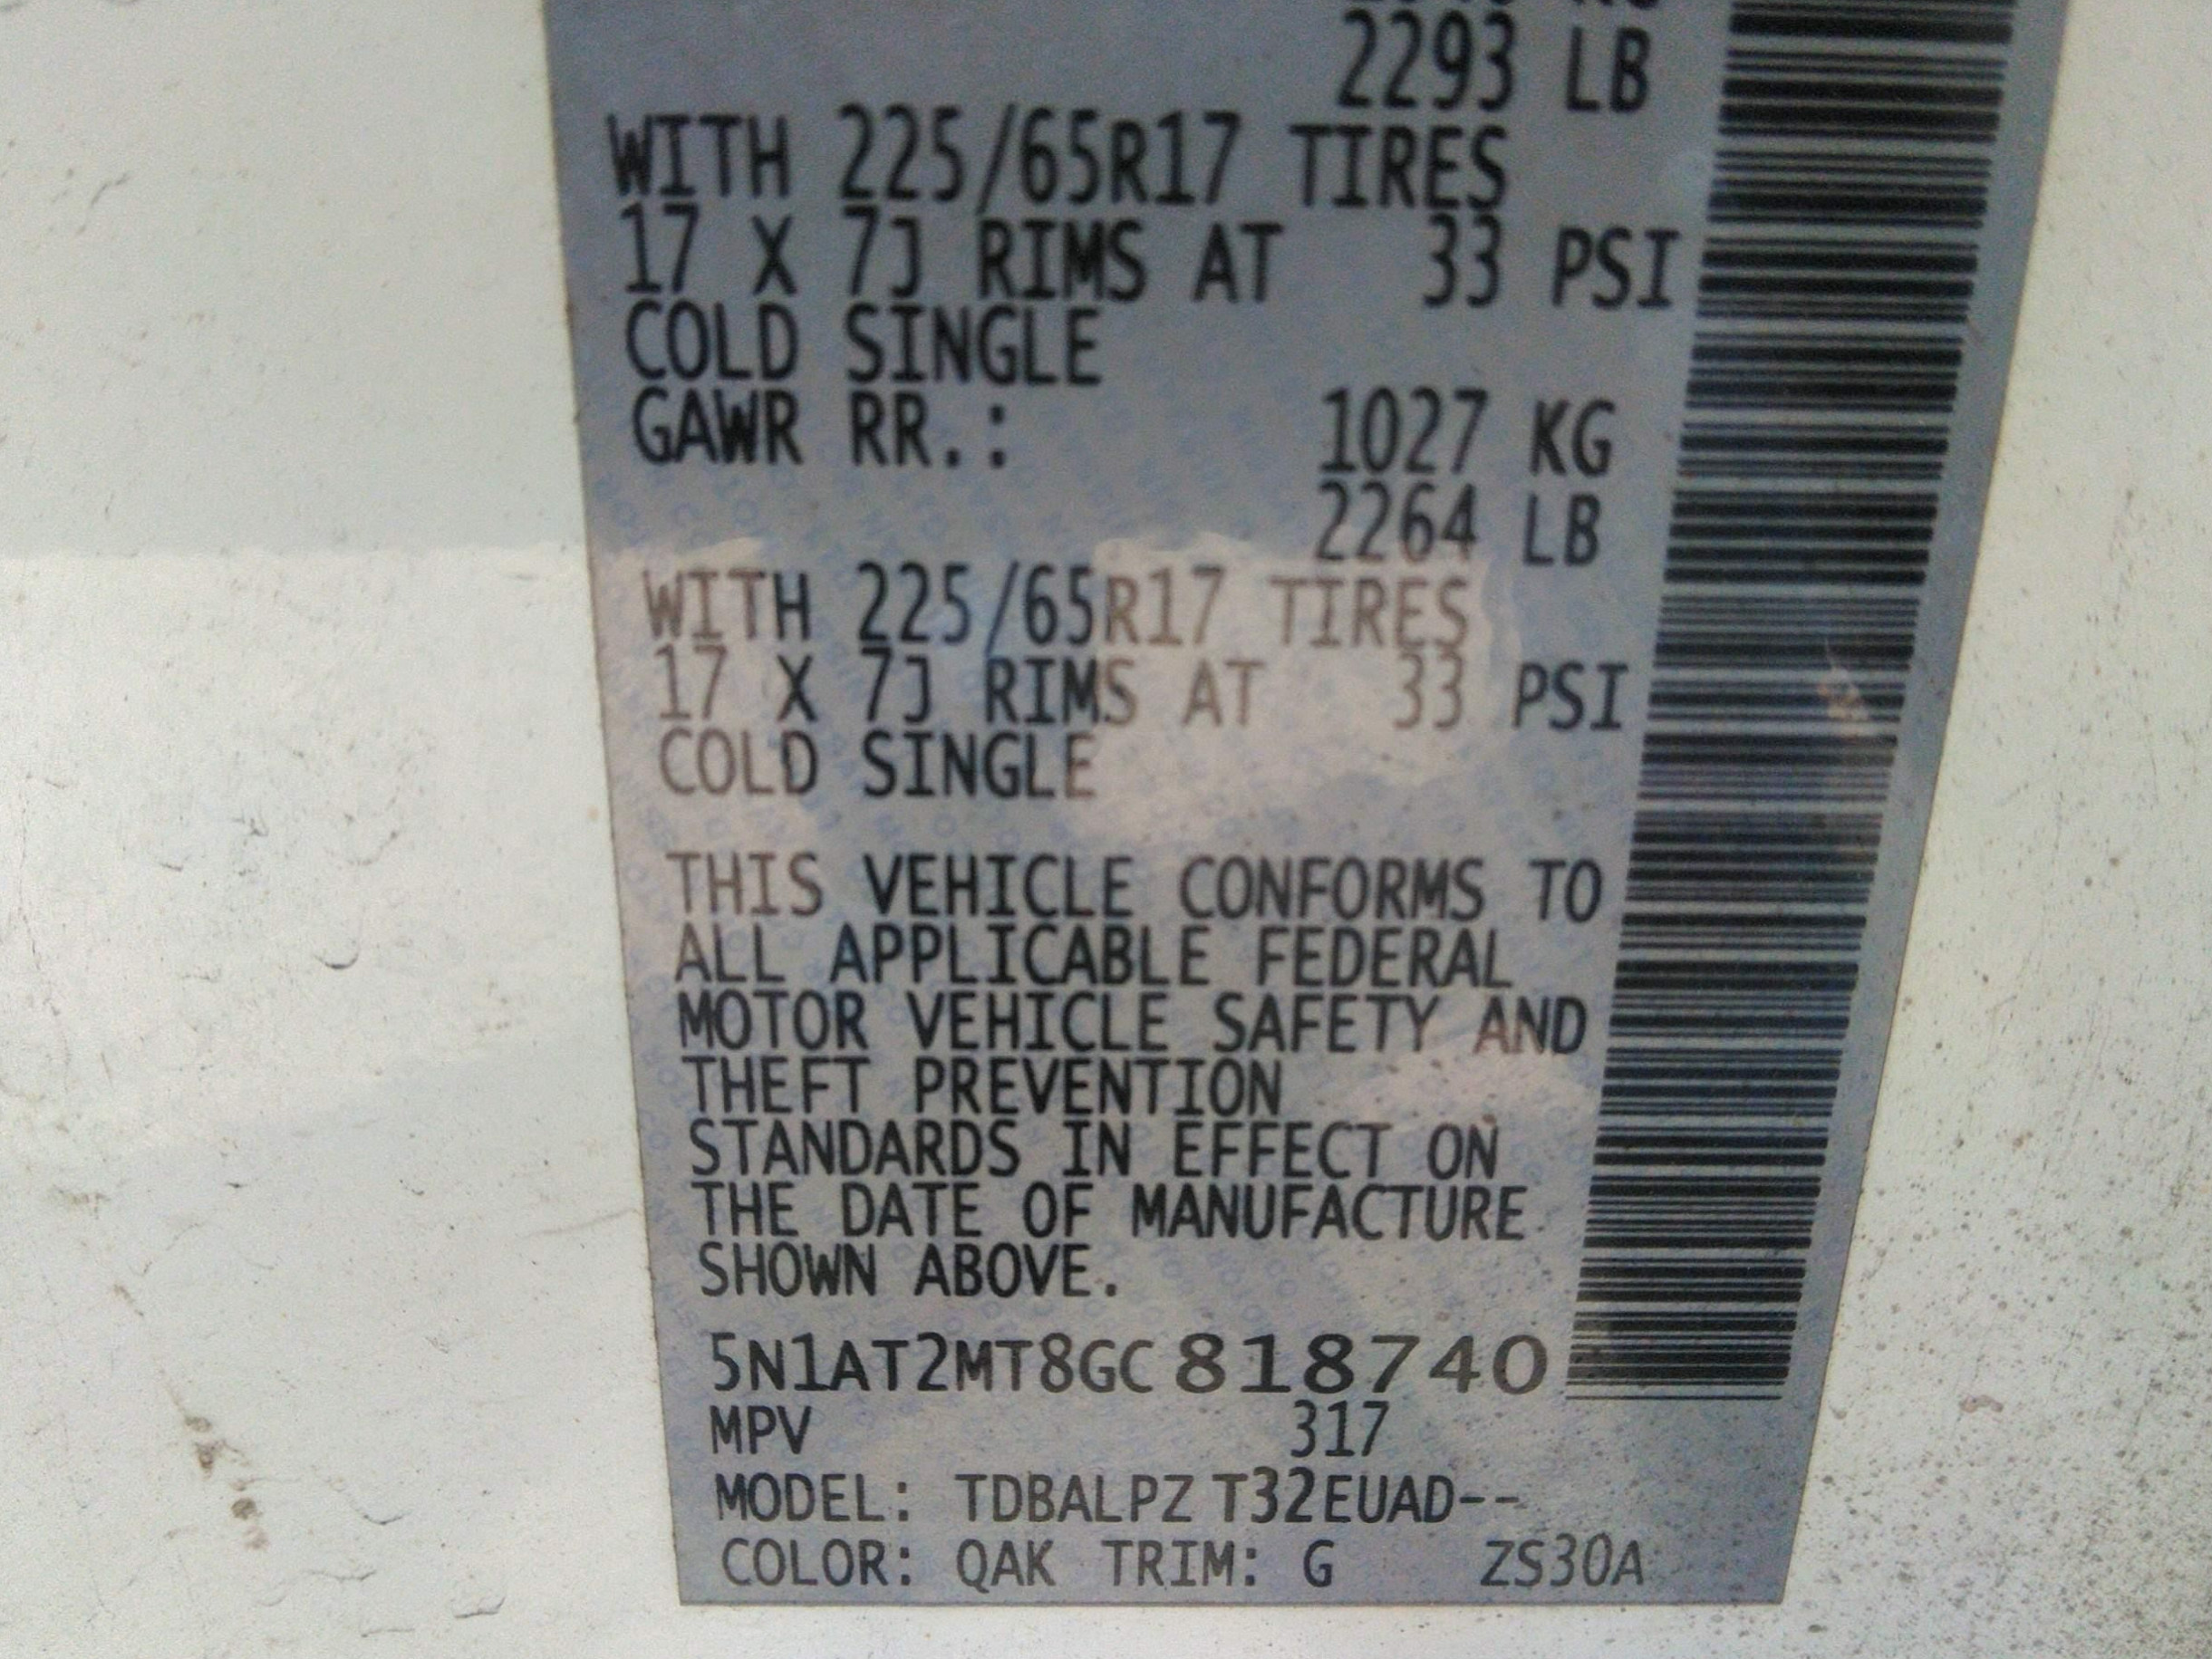 2293 LB
WITH 225/65R17 TIRES
17 X 7J RIMS AT 33 PSI
COLD SINGLE
GAWR RR.: 1027 KG
2264 LB
WITH 225/65R17 TIRES
17 X 7J RIMS AT 33 PSI
COLD SINGLE
THIS VEHICLE CONFORMS TO
ALL APPLICABLE FEDERAL
MOTOR VEHICLE SAFETY AND
THEFT PREVENTION
STANDARDS IN EFFECT ON
THE DATE OF MANUFACTURE
SHOWN ABOVE.
5N1AT2MT8GC818740
MPV 317
MODEL: TDBALPZ T32EUAD--
COLOR: QAK TRIM: G ZS30A